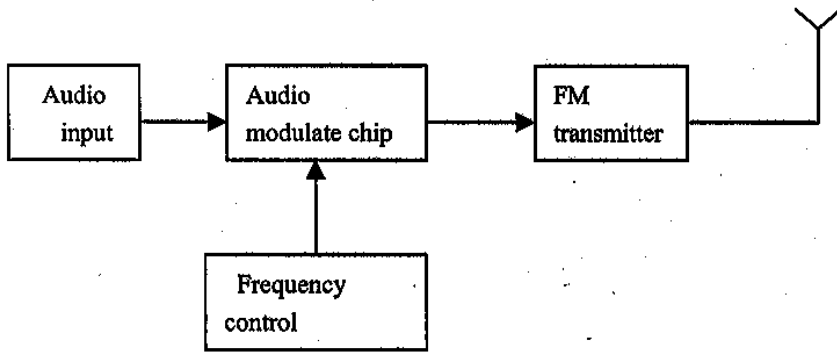 Audio
input
Audio
modulate chip
FM
transmitter
Frequency
control